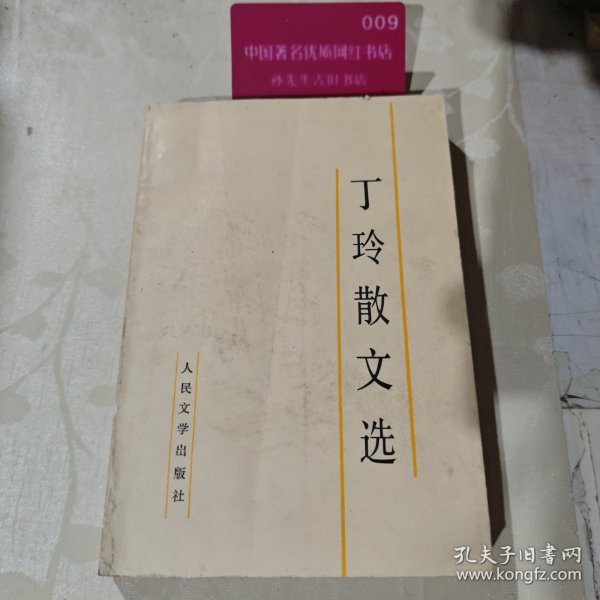 009
中国著名优质网红书店
孙先生古旧书店
丁玲散文选
人民文学出版社
孔夫子旧书网
www.kongfz.com